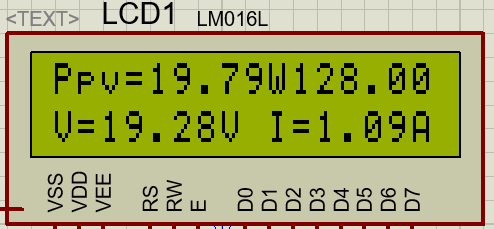 <TEXT> LCD1 LM016L
Ppv=19.79W128.00
V=19.28V I=1.09A
VSS VDD VEE RS RW E D0 D1 D2 D3 D4 D5 D6 D7